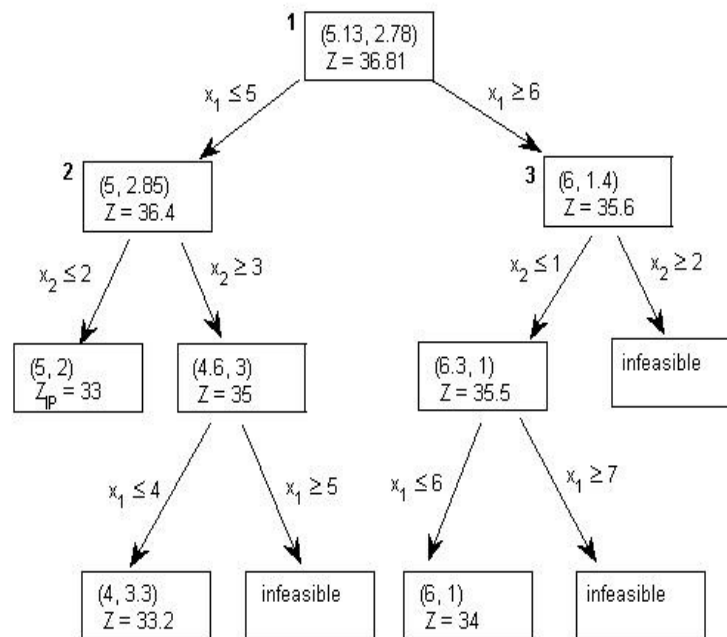 1
(5.13, 2.78)
Z = 36.81
x₁ ≤ 5
x₁ ≥ 6
2
(5, 2.85)
Z = 36.4
3
(6, 1.4)
Z = 35.6
x₂ ≤ 2
x₂ ≥ 3
x₂ ≤ 1
x₂ ≥ 2
(5, 2)
Z_IP = 33
(4.6, 3)
Z = 35
(6.3, 1)
Z = 35.5
infeasible
x₁ ≤ 4
x₁ ≥ 5
x₁ ≤ 6
x₁ ≥ 7
(4, 3.3)
Z = 33.2
infeasible
(6, 1)
Z = 34
infeasible